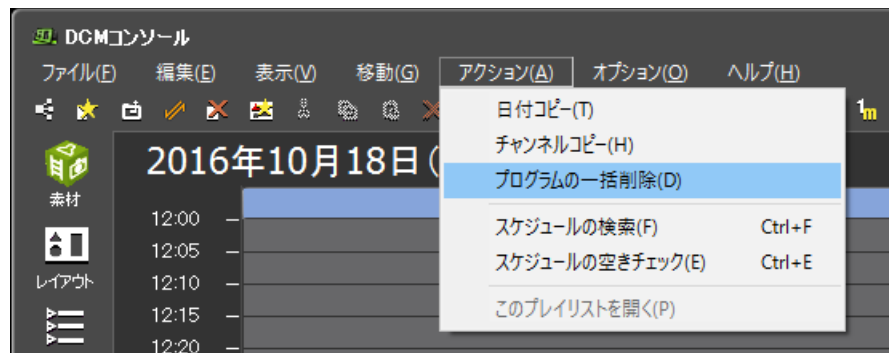 DCMコンソール
ファイル(F) 編集(E) 表示(V) 移動(G) アクション(A) オプション(O) ヘルプ(H)
日付コピー(T)
チャンネルコピー(H)
プログラムの一括削除(D)
スケジュールの検索(F) Ctrl+F
スケジュールの空きチェック(E) Ctrl+E
このプレイリストを開く(P)
1m
素材
レイアウト
2016年10月18日(
12:00
12:05
12:10
12:15
12:20